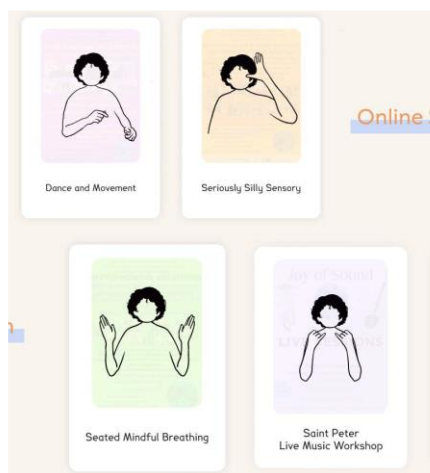 Online
Dance and Movement
Seriously Silly Sensory
Joy of Sound
LIVE
Seated Mindful Breathing
Saint Peter
Live Music Workshop